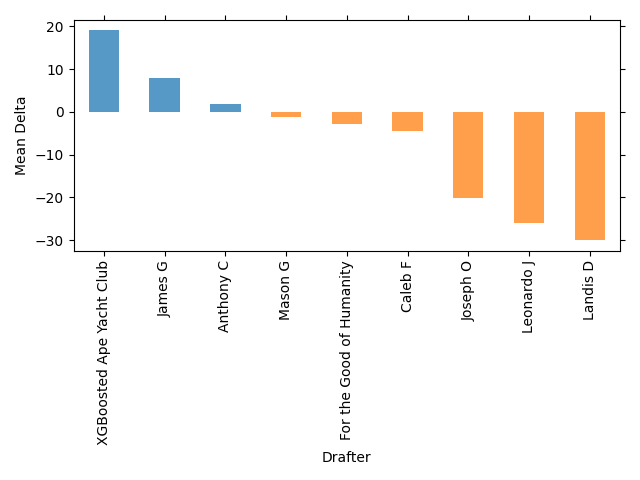 20
10
0
−10
−20
−30
Mean Delta
XGBoosted Ape Yacht Club
James G
Anthony C
Mason G
For the Good of Humanity
Caleb F
Joseph O
Leonardo J
Landis D
Drafter